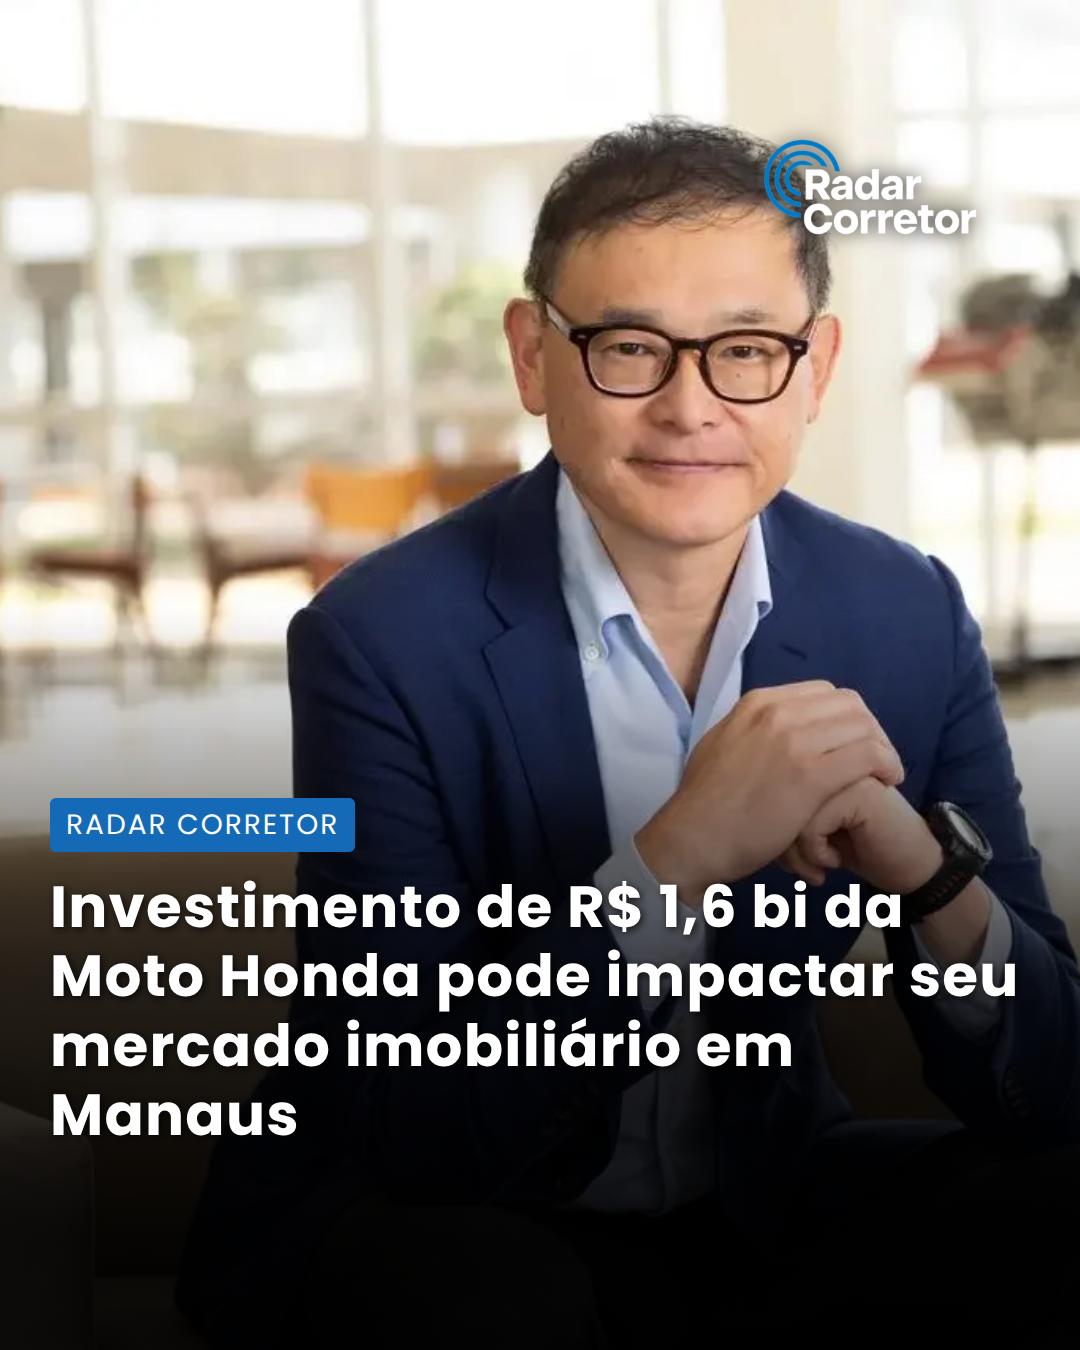 Radar
Corretor
RADAR CORRETOR
Investimento de R$ 1,6 bi da
Moto Honda pode impactar seu
mercado imobiliário em
Manaus